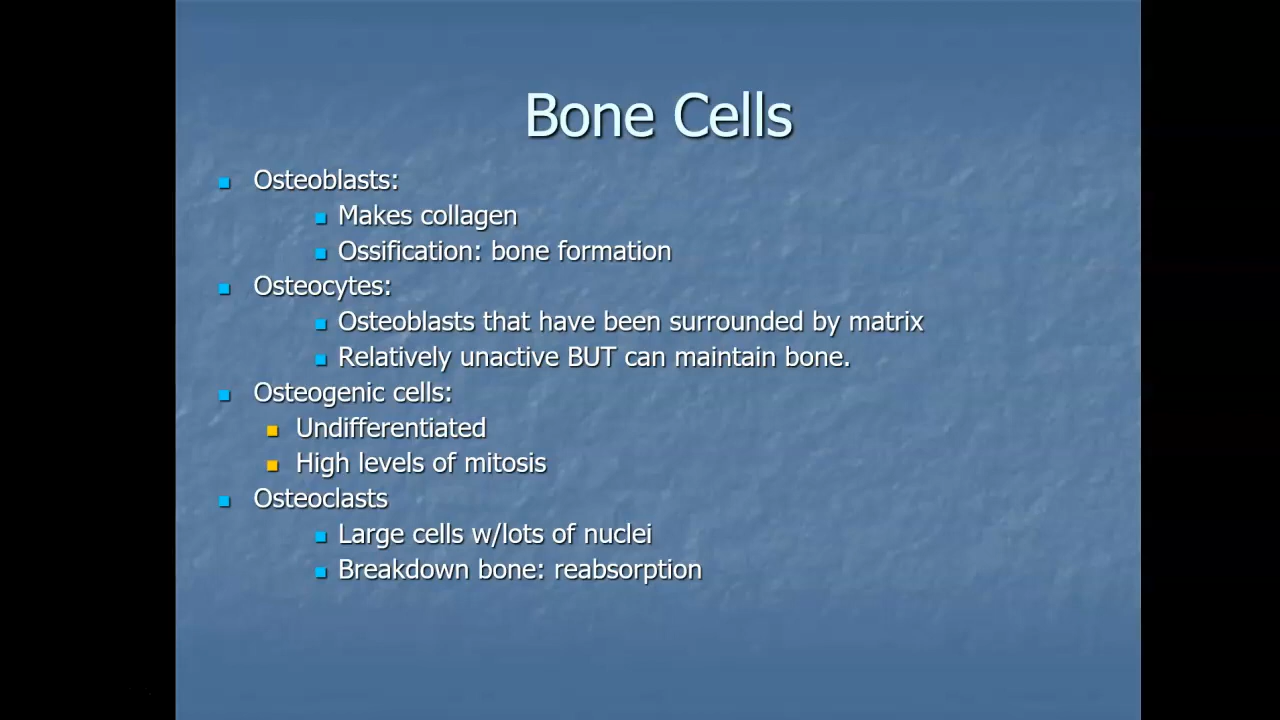 Bone Cells
Osteoblasts:
Makes collagen
Ossification: bone formation
Osteocytes:
Osteoblasts that have been surrounded by matrix
Relatively unactive BUT can maintain bone.
Osteogenic cells:
Undifferentiated
High levels of mitosis
Osteoclasts
Large cells w/lots of nuclei
Breakdown bone: reabsorption